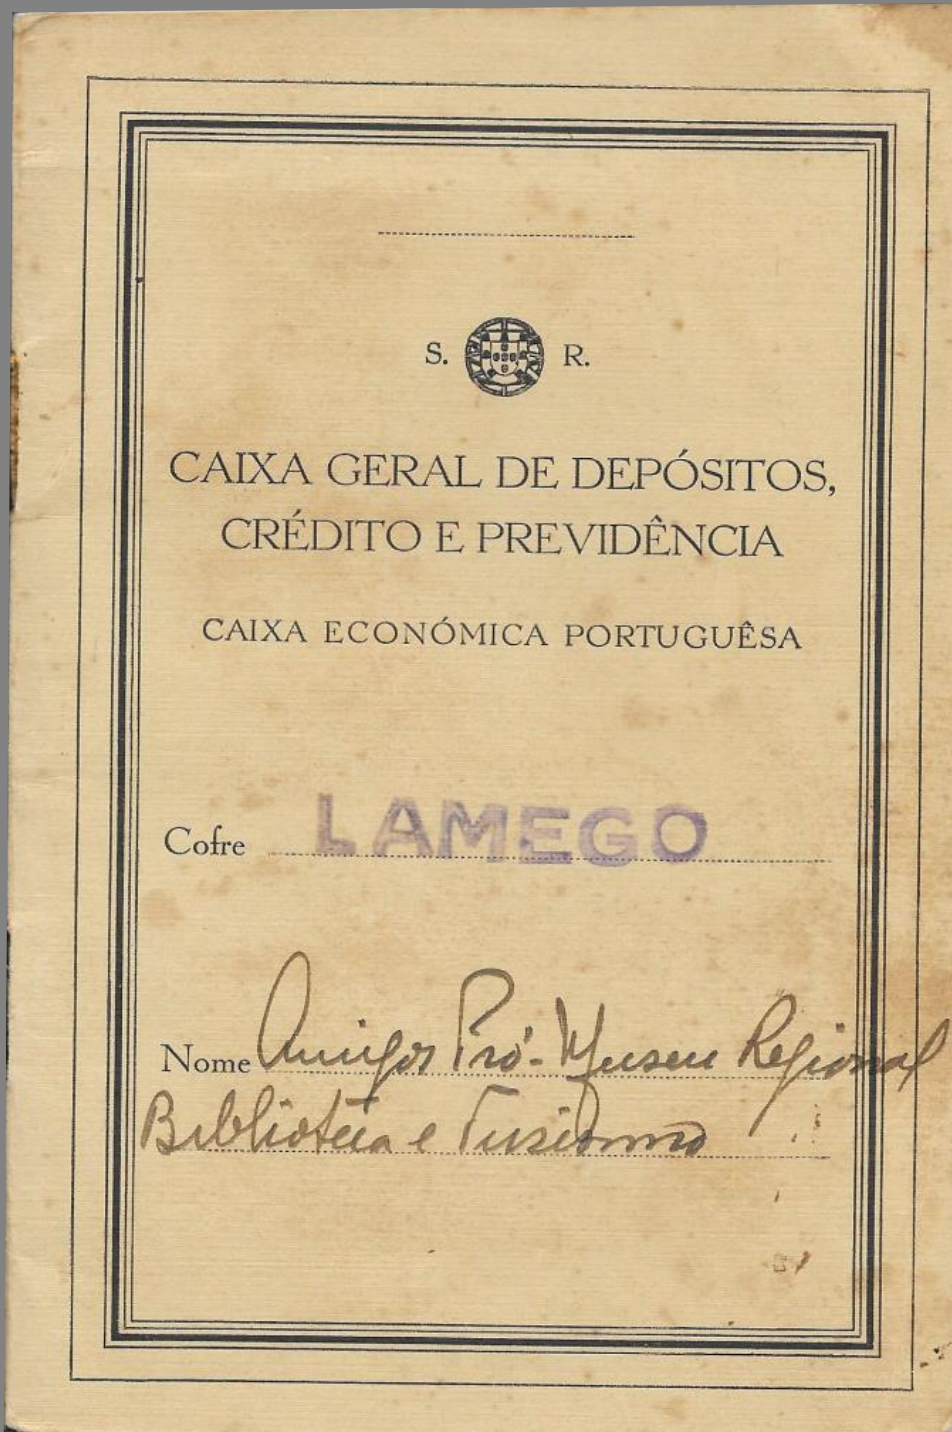 S. R.
CAIXA GERAL DE DEPÓSITOS,
CRÉDITO E PREVIDÊNCIA
CAIXA ECONÓMICA PORTUGUÊSA
Cofre LAMEGO
Nome Amigos Pró-Museu Regional
Biblioteca e Turismo